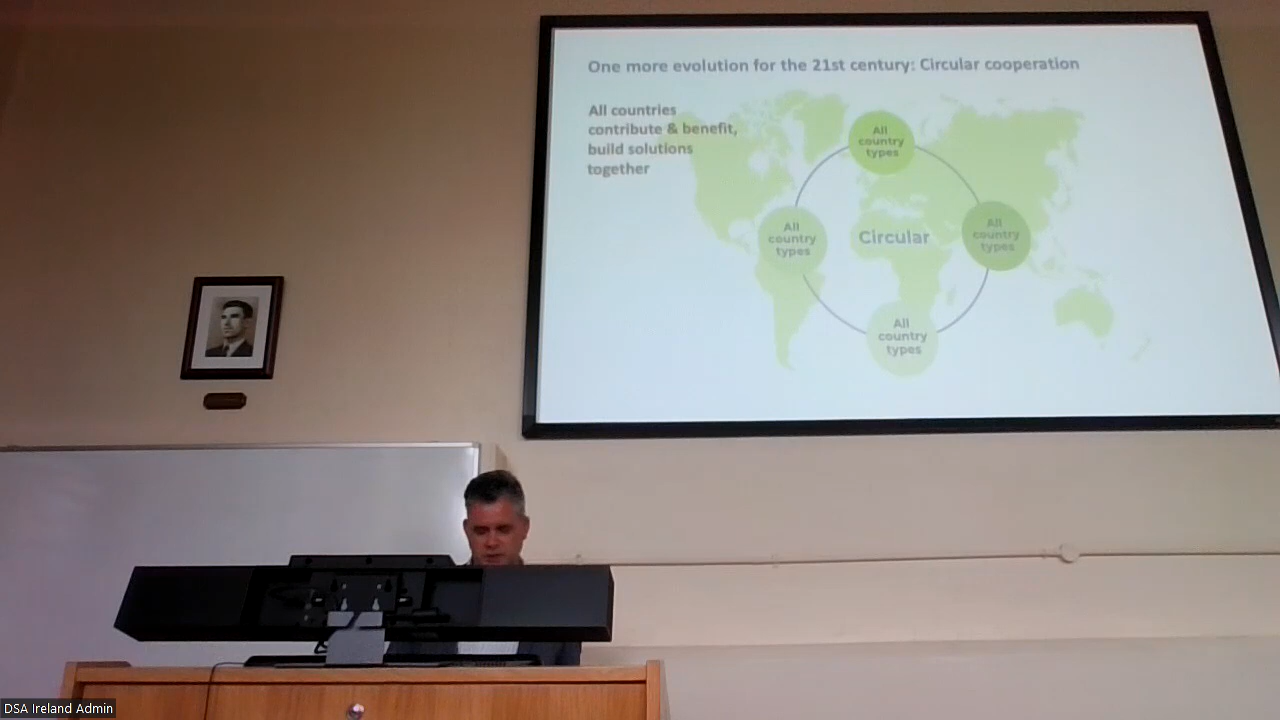 One more evolution for the 21st century: Circular cooperation
All countries
contribute & benefit,
build solutions
together
All
country
types
All
country
types
Circular
All
country
types
All
country
types
DSA Ireland Admin